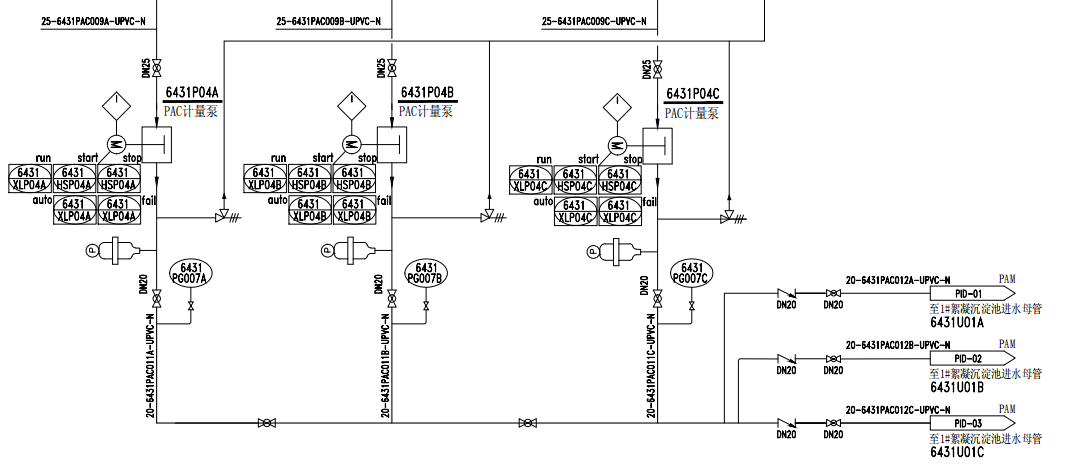 25-6431PAC009A-UPVC-N
25-6431PAC009B-UPVC-N
25-6431PAC009C-UPVC-N
DN25
DN25
DN25
6431P04A
PAC计量泵
6431P04B
PAC计量泵
6431P04C
PAC计量泵
M
M
M
run start stop
run start stop
run start stop
6431 6431 6431
XLP04A HSP04A HSP04A
6431 6431 6431
XLP04B HSP04B HSP04B
6431 6431 6431
XLP04C HSP04C HSP04C
auto fail
auto fail
auto fail
6431 6431
XLP04A XLP04A
6431 6431
XLP04B XLP04B
6431 6431
XLP04C XLP04C
P
P
P
6431
PG007A
6431
PG007B
6431
PG007C
DN20
DN20
DN20
20-6431PAC011A-UPVC-N
20-6431PAC011B-UPVC-N
20-6431PAC011C-UPVC-N
20-6431PAC012A-UPVC-N
PAM
PID-01
DN20 DN20
至1#絮凝沉淀池进水母管
6431U01A
20-6431PAC012B-UPVC-N
PAM
PID-02
DN20 DN20
至1#絮凝沉淀池进水母管
6431U01B
20-6431PAC012C-UPVC-N
PAM
PID-03
DN20 DN20
至1#絮凝沉淀池进水母管
6431U01C